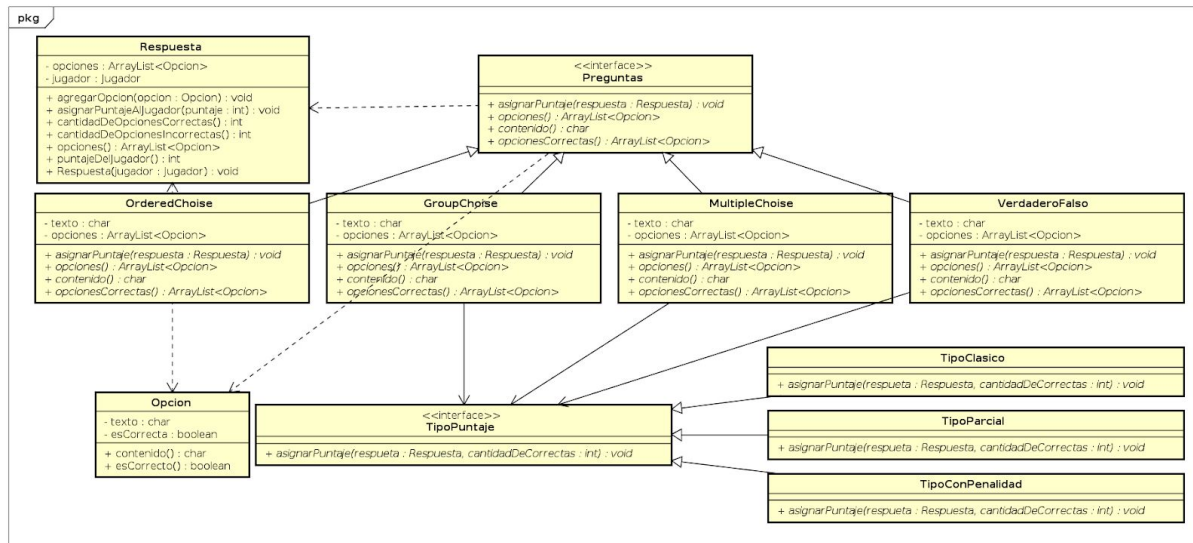 pkg
Respuesta
- opciones : ArrayList<Opcion>
- jugador : Jugador
+ agregarOpcion(opcion : Opcion) : void
+ asignarPuntajeAlJugador(puntaje : int) : void
+ cantidadDeOpcionesCorrectas() : int
+ cantidadDeOpcionesIncorrectas() : int
+ opciones() : ArrayList<Opcion>
+ puntajeDelJugador() : int
+ Respuesta(jugador : Jugador) : void
<<interface>>
Preguntas
+ asignarPuntaje(respuesta : Respuesta) : void
+ opciones() : ArrayList<Opcion>
+ contenido() : char
+ opcionesCorrectas() : ArrayList<Opcion>
OrderedChoise
- texto : char
- opciones : ArrayList<Opcion>
+ asignarPuntaje(respuesta : Respuesta) : void
+ opciones() : ArrayList<Opcion>
+ contenido() : char
+ opcionesCorrectas() : ArrayList<Opcion>
GroupChoise
- texto : char
- opciones : ArrayList<Opcion>
+ asignarPuntaje(respuesta : Respuesta) : void
+ opciones() : ArrayList<Opcion>
+ contenido() : char
+ opcionesCorrectas() : ArrayList<Opcion>
MultipleChoise
- texto : char
- opciones : ArrayList<Opcion>
+ asignarPuntaje(respuesta : Respuesta) : void
+ opciones() : ArrayList<Opcion>
+ contenido() : char
+ opcionesCorrectas() : ArrayList<Opcion>
VerdaderoFalso
- texto : char
- opciones : ArrayList<Opcion>
+ asignarPuntaje(respuesta : Respuesta) : void
+ opciones() : ArrayList<Opcion>
+ contenido() : char
+ opcionesCorrectas() : ArrayList<Opcion>
Opcion
- texto : char
- esCorrecta : boolean
+ contenido() : char
+ esCorrecto() : boolean
<<interface>>
TipoPuntaje
+ asignarPuntaje(respueta : Respuesta, cantidadDeCorrectas : int) : void
TipoClasico
+ asignarPuntaje(respueta : Respuesta, cantidadDeCorrectas : int) : void
TipoParcial
+ asignarPuntaje(respueta : Respuesta, cantidadDeCorrectas : int) : void
TipoConPenalidad
+ asignarPuntaje(respueta : Respuesta, cantidadDeCorrectas : int) : void